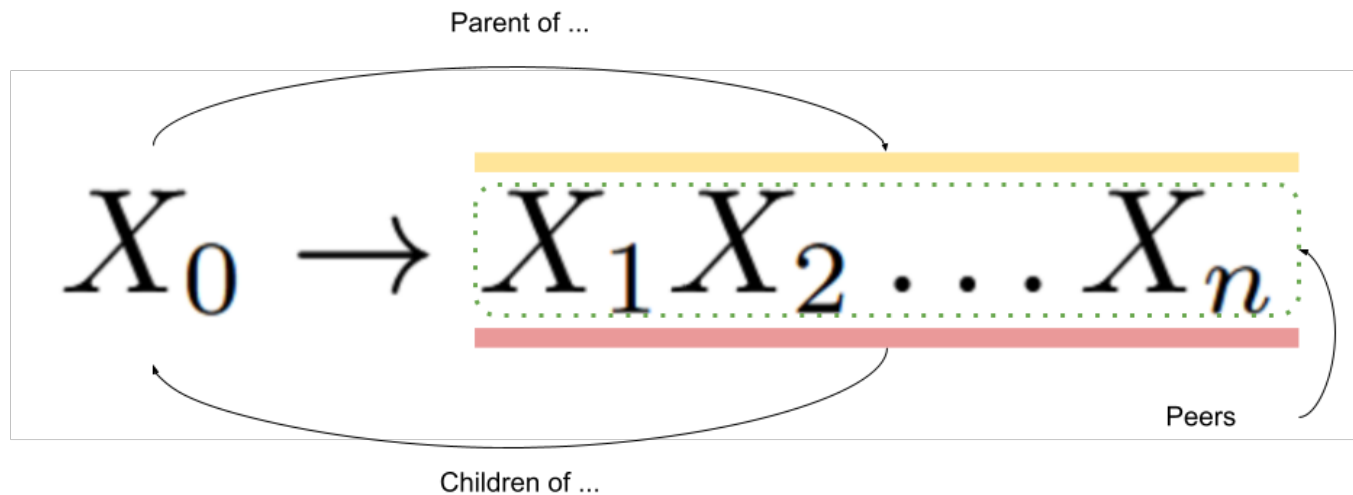 Parent of ...
X₀ → X₁X₂ . . . Xₙ
Peers
Children of ...